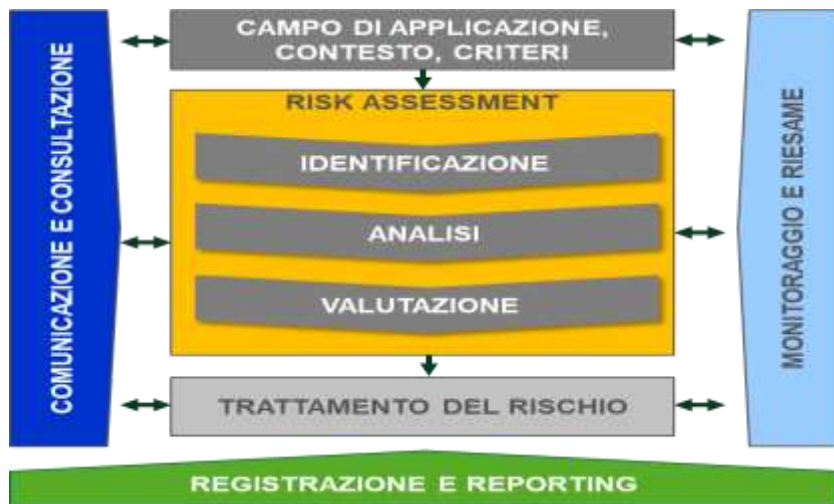 COMUNICAZIONE E CONSULTAZIONE
CAMPO DI APPLICAZIONE,
CONTESTO, CRITERI
RISK ASSESSMENT
IDENTIFICAZIONE
ANALISI
VALUTAZIONE
TRATTAMENTO DEL RISCHIO
MONITORAGGIO E RIESAME
REGISTRAZIONE E REPORTING